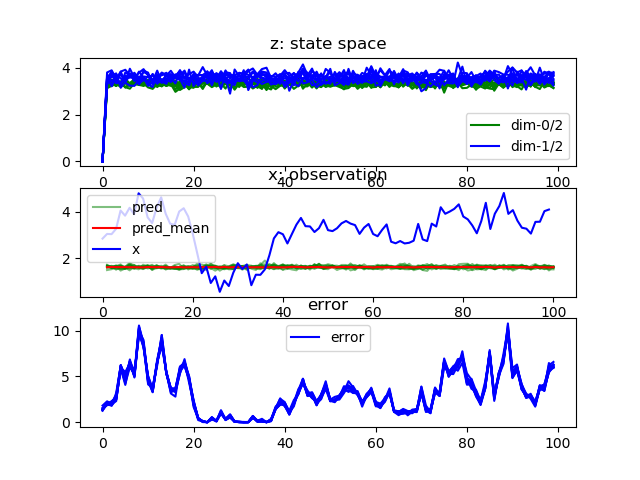 z: state space
4
2
0
dim-0/2
dim-1/2
0 20 40 60 80 100
x: observation
4
2
pred
pred_mean
x
0 20 40 60 80 100
error
10
5
0
error
0 20 40 60 80 100